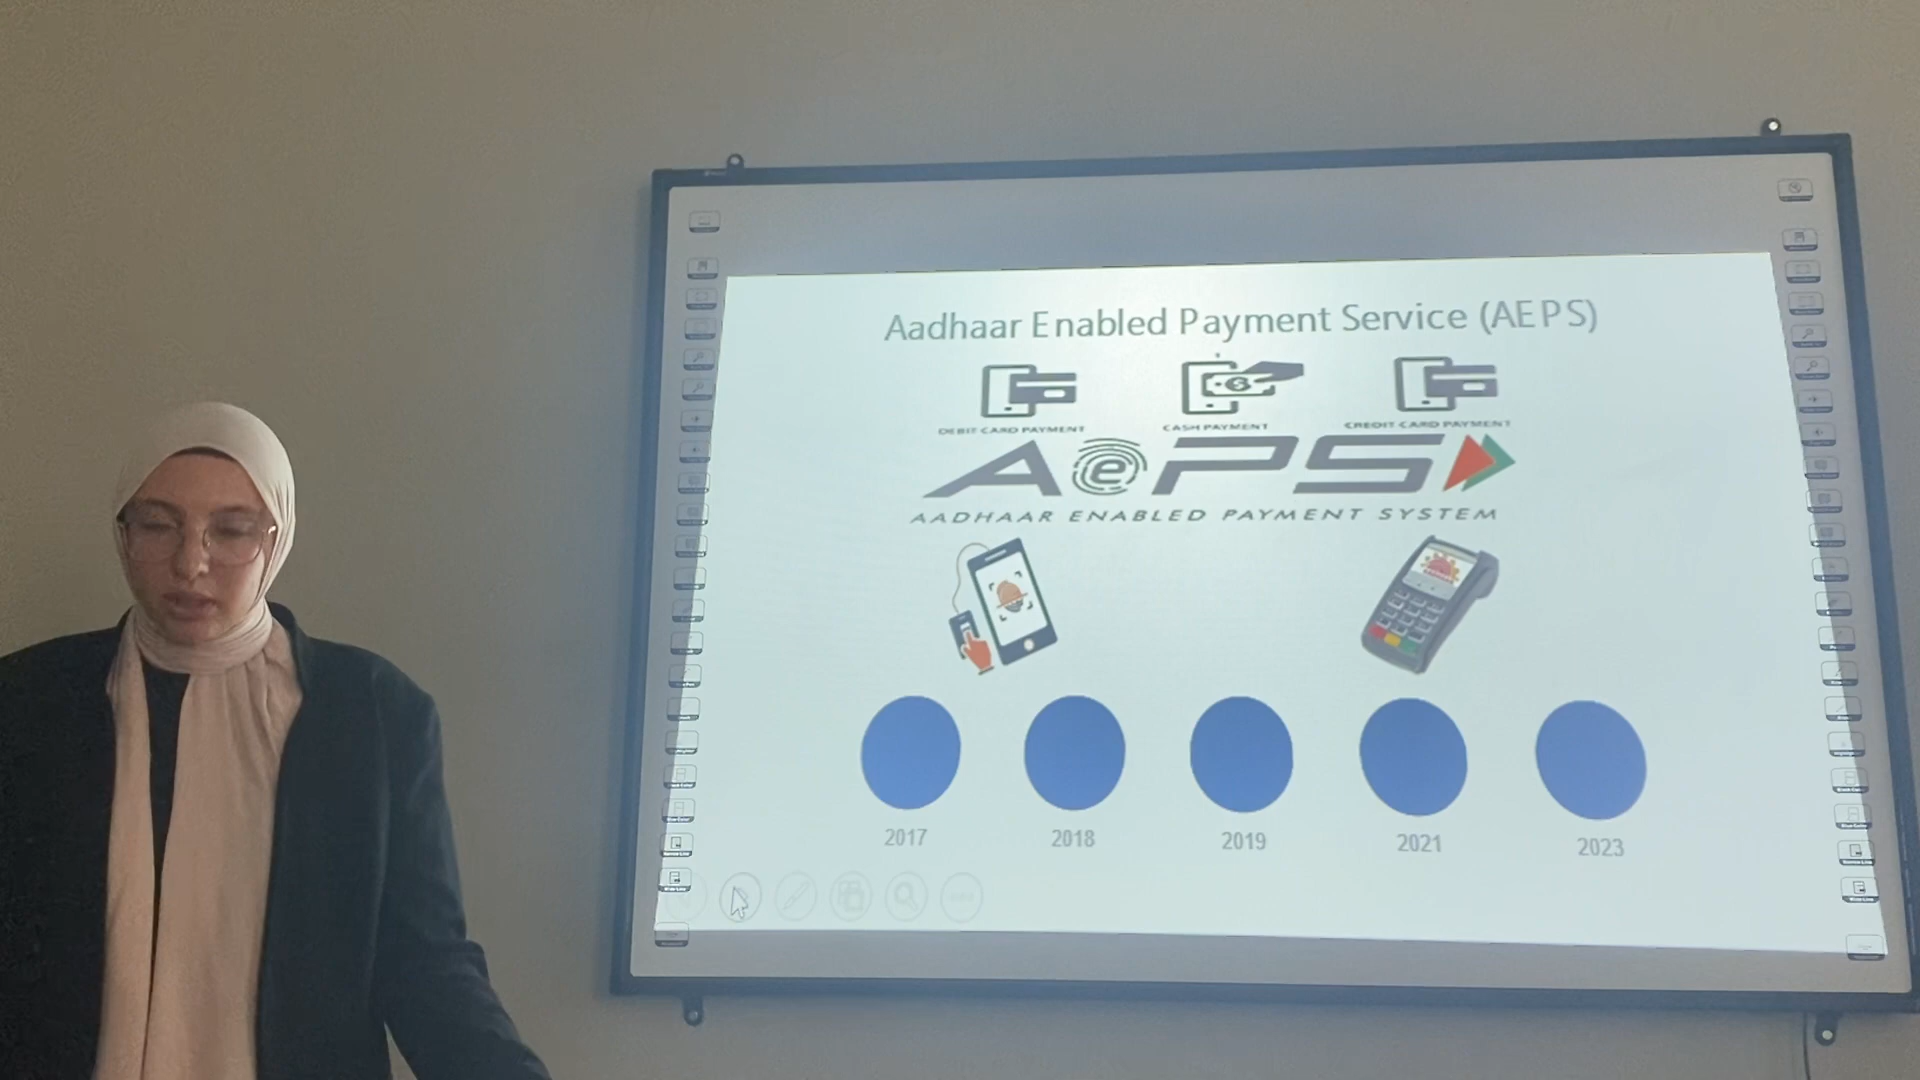 Aadhaar Enabled Payment Service (AEPS)
DEBIT CARD PAYMENT
CASH PAYMENT
CREDIT CARD PAYMENT
AePS
AADHAAR ENABLED PAYMENT SYSTEM
2017
2018
2019
2021
2023